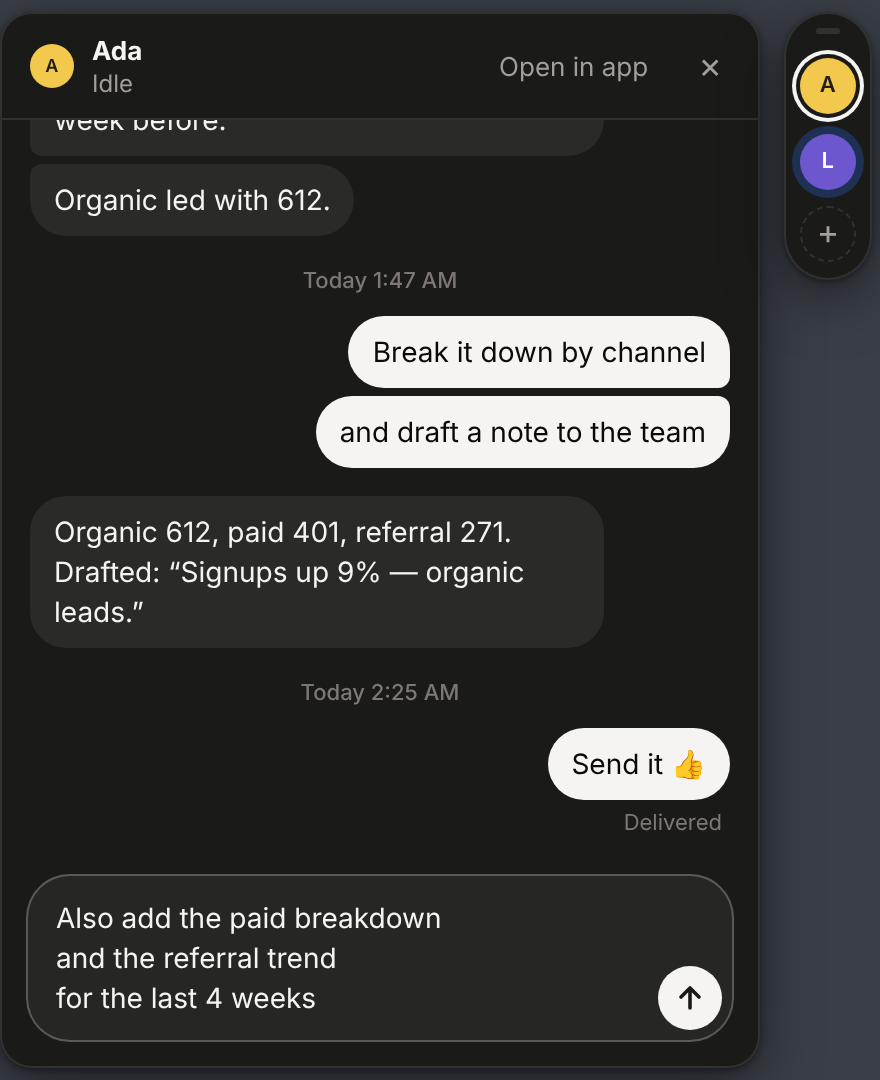 A
Ada
Idle
Open in app
A
L
week before.
Organic led with 612.
Today 1:47 AM
Break it down by channel
and draft a note to the team
Organic 612, paid 401, referral 271.
Drafted: “Signups up 9% — organic
leads.”
Today 2:25 AM
Send it 👍
Delivered
Also add the paid breakdown
and the referral trend
for the last 4 weeks